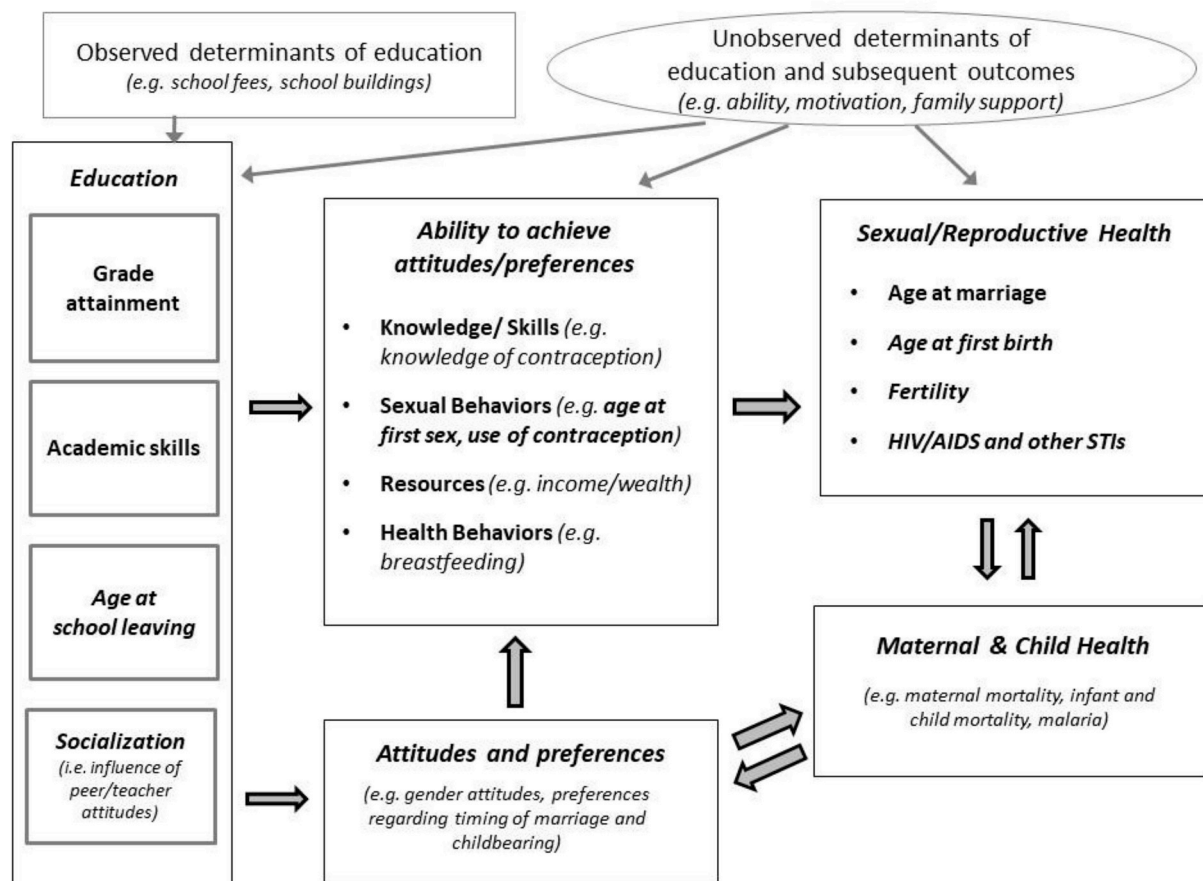 Observed determinants of education
(e.g. school fees, school buildings)
Unobserved determinants of
education and subsequent outcomes
(e.g. ability, motivation, family support)
Education
Grade
attainment
Academic skills
Age at
school leaving
Socialization
(i.e. influence of
peer/teacher
attitudes)
Ability to achieve
attitudes/preferences
• Knowledge/ Skills (e.g.
knowledge of contraception)
• Sexual Behaviors (e.g. age at
first sex, use of contraception)
• Resources (e.g. income/wealth)
• Health Behaviors (e.g.
breastfeeding)
Attitudes and preferences
(e.g. gender attitudes, preferences
regarding timing of marriage and
childbearing)
Sexual/Reproductive Health
• Age at marriage
• Age at first birth
• Fertility
• HIV/AIDS and other STIs
Maternal & Child Health
(e.g. maternal mortality, infant and
child mortality, malaria)